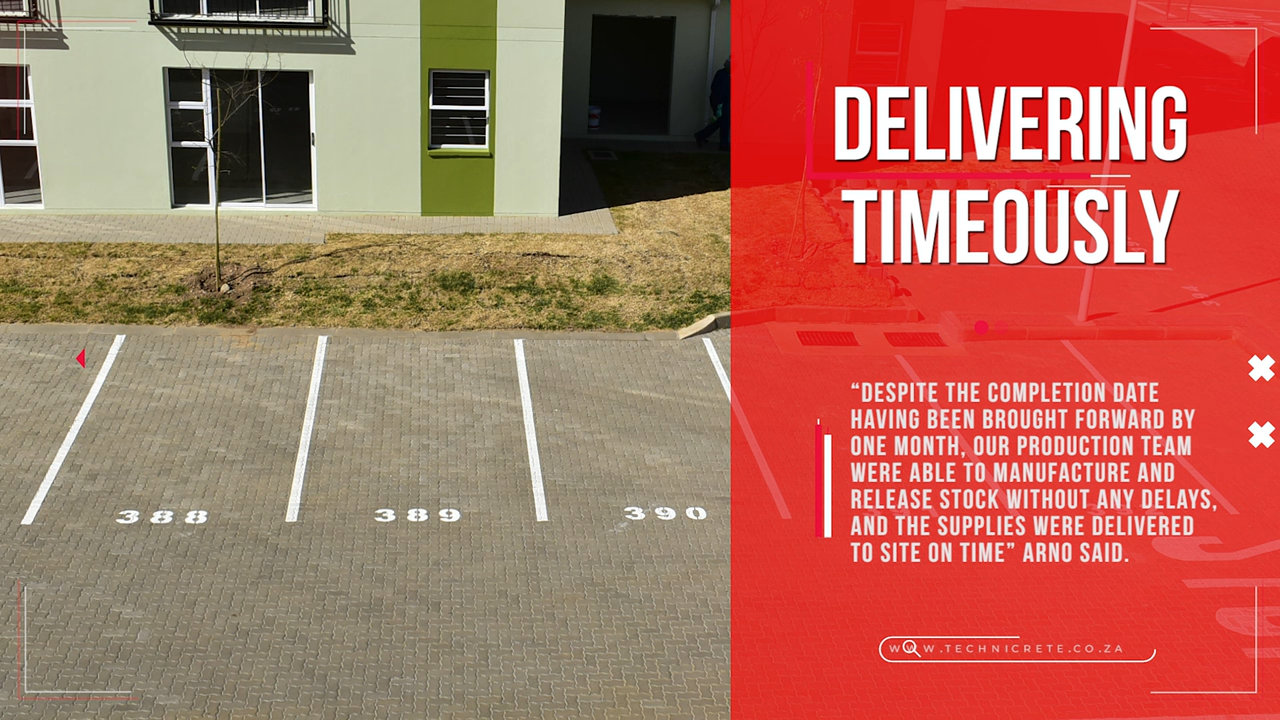 DELIVERING
TIMEOUSLY
“DESPITE THE COMPLETION DATE
HAVING BEEN BROUGHT FORWARD BY
ONE MONTH, OUR PRODUCTION TEAM
WERE ABLE TO MANUFACTURE AND
RELEASE STOCK WITHOUT ANY DELAYS,
AND THE SUPPLIES WERE DELIVERED
TO SITE ON TIME” ARNO SAID.
388 389 390
WWW.TECHNICRETE.CO.ZA